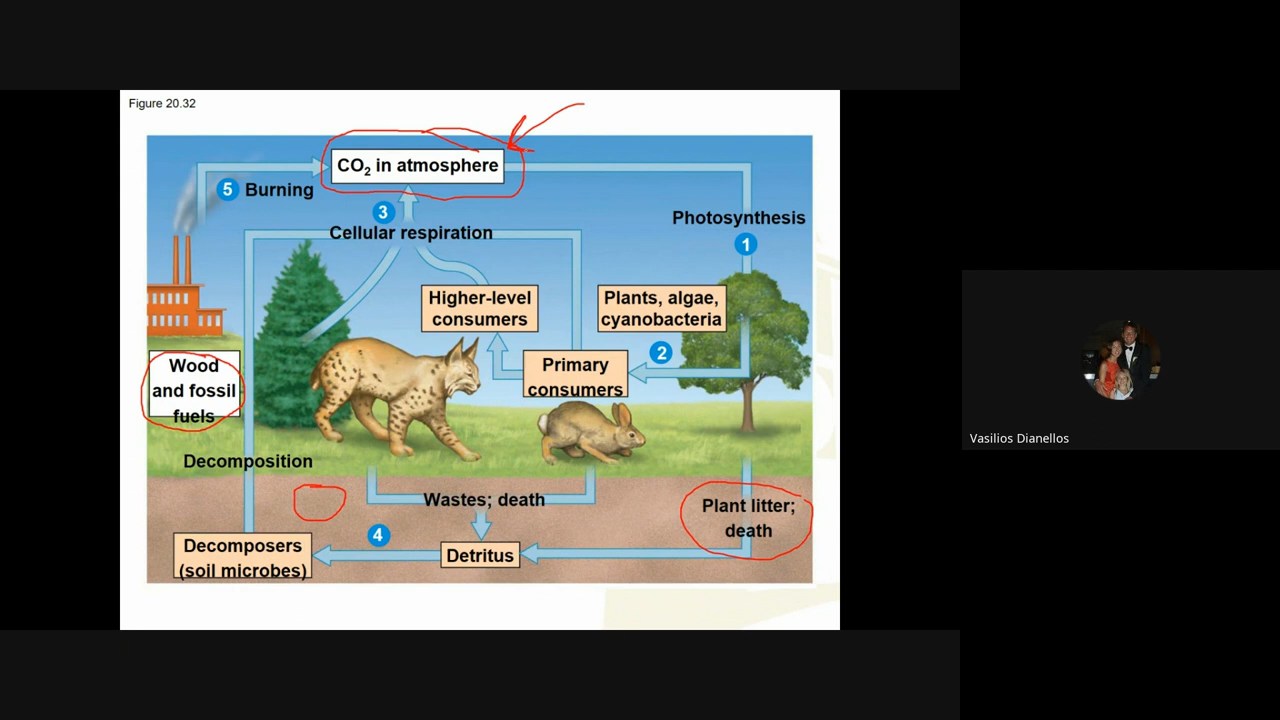 Figure 20.32
CO₂ in atmosphere
5 Burning
3
Cellular respiration
Photosynthesis
1
Higher-level
consumers
Plants, algae,
cyanobacteria
2
Primary
consumers
Wood
and fossil
fuels
Decomposition
Wastes; death
Plant litter;
death
4
Decomposers
(soil microbes)
Detritus
Vasilios Dianellos